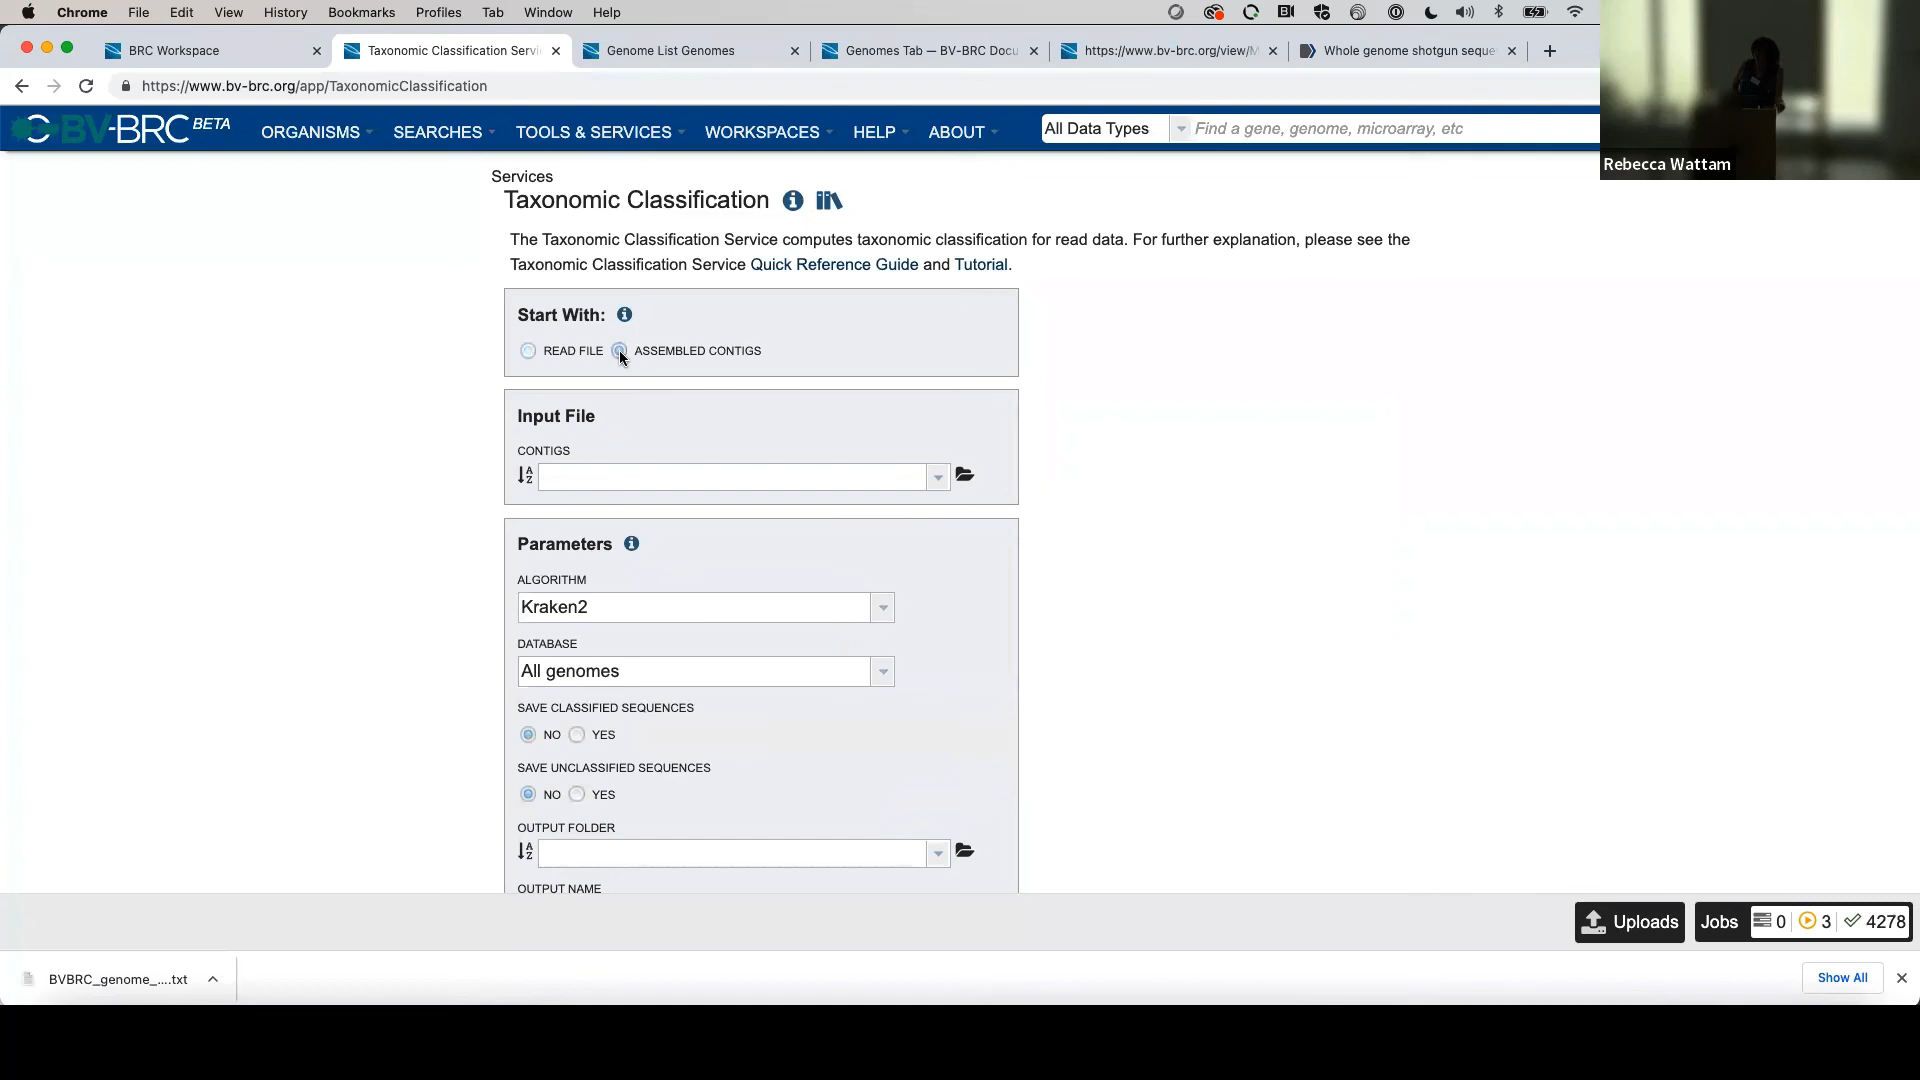 Chrome File Edit View History Bookmarks Profiles Tab Window Help
BRC Workspace
Taxonomic Classification Servi
Genome List Genomes
Genomes Tab — BV-BRC Docu
https://www.bv-brc.org/view/M
Whole genome shotgun seque
https://www.bv-brc.org/app/TaxonomicClassification
BV-BRC BETA
ORGANISMS SEARCHES TOOLS & SERVICES WORKSPACES HELP ABOUT
All Data Types
Find a gene, genome, microarray, etc
Rebecca Wattam
Services
Taxonomic Classification
The Taxonomic Classification Service computes taxonomic classification for read data. For further explanation, please see the
Taxonomic Classification Service Quick Reference Guide and Tutorial.
Start With:
READ FILE ASSEMBLED CONTIGS
Input File
CONTIGS
Parameters
ALGORITHM
Kraken2
DATABASE
All genomes
SAVE CLASSIFIED SEQUENCES
NO YES
SAVE UNCLASSIFIED SEQUENCES
NO YES
OUTPUT FOLDER
OUTPUT NAME
Uploads
Jobs 0 3 4278
BVBRC_genome_....txt
Show All